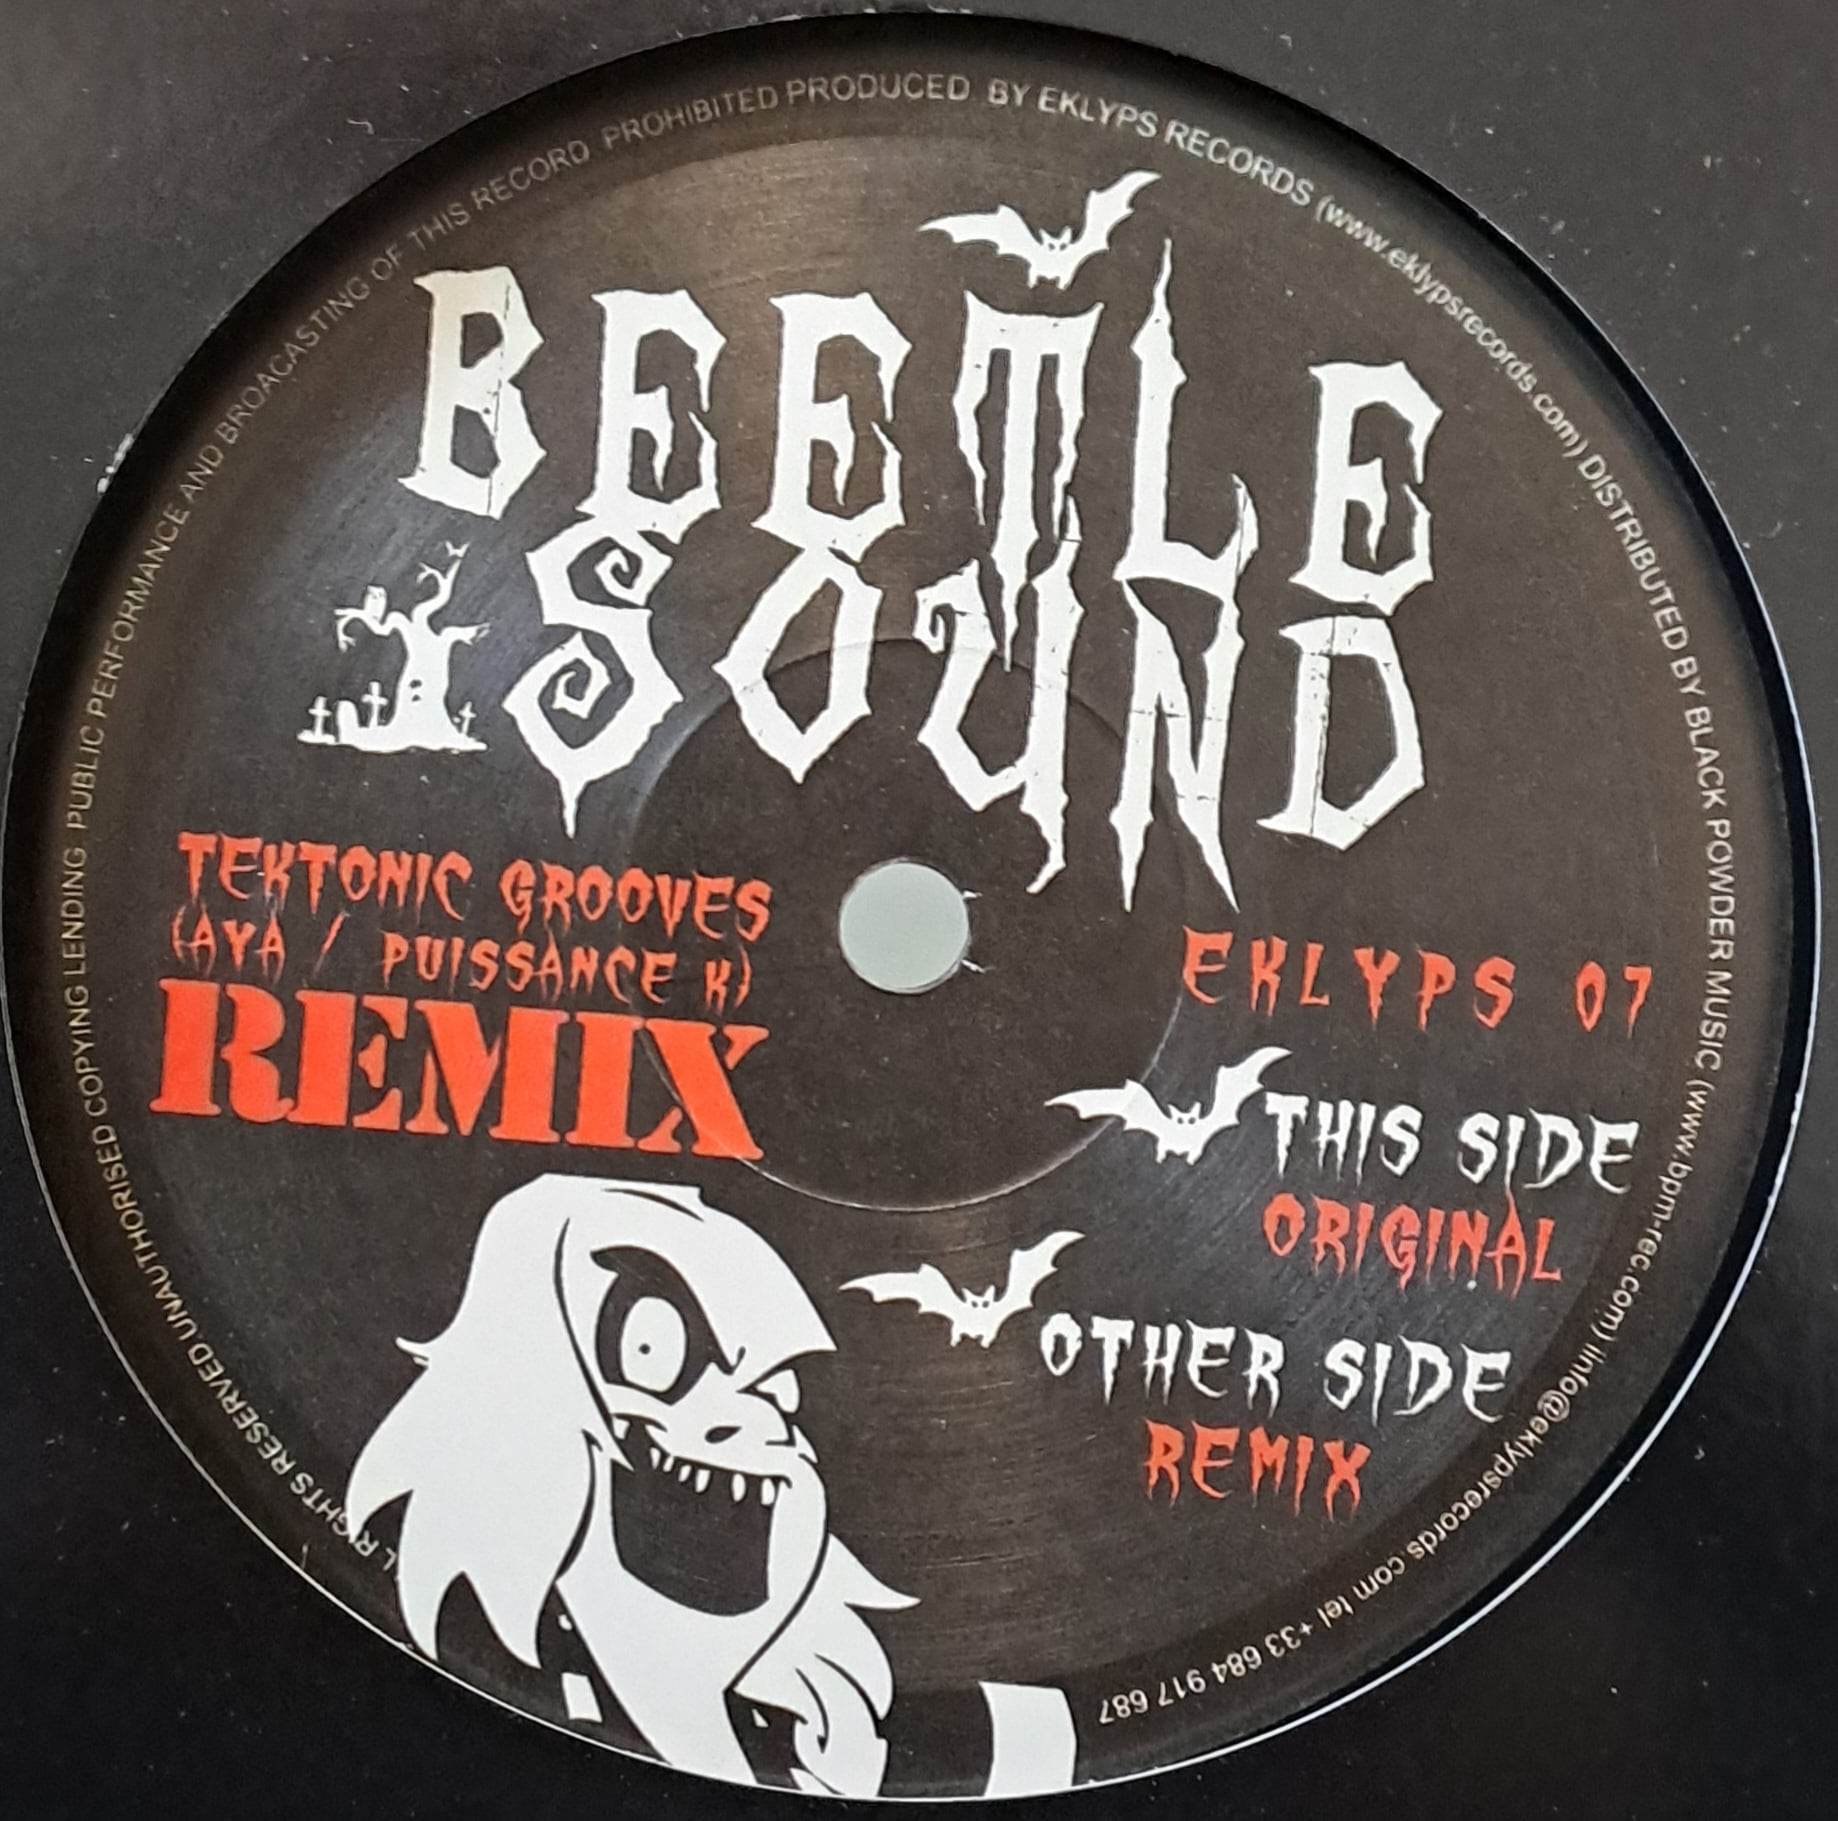 BEETLE
SOUND
TEKTONIC GROOVES
(AYA / PUISSANCE K)
REMIX
EKLYPS 07
THIS SIDE
ORIGINAL
OTHER SIDE
REMIX
RIGHTS RESERVED.UNAUTHORISED COPYING LENDING PUBLIC PERFORMANCE AND BROACASTING OF THIS RECORD PROHIBITED PRODUCED BY EKLYPS RECORDS (www.eklypsrecords.com) DISTRIBUTED BY BLACK POWDER MUSIC (www.bpm-rec.com) iinfo@eklypsrecords.com tel +33 684 917 687